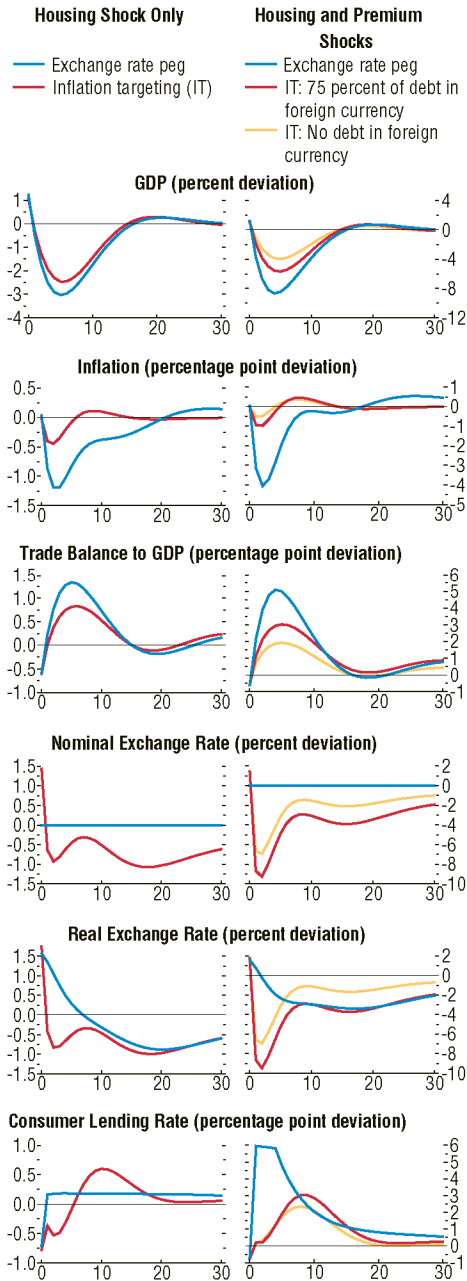 Housing Shock Only
Exchange rate peg
Inflation targeting (IT)
Housing and Premium
Shocks
Exchange rate peg
IT: 75 percent of debt in
foreign currency
IT: No debt in foreign
currency
GDP (percent deviation)
1
0
-1
-2
-3
-4
0 10 20 30
4
0
-4
-8
-12
0 10 20 30
Inflation (percentage point deviation)
0.5
0.0
-0.5
-1.0
-1.5
0 10 20 30
1
0
-1
-2
-3
-4
-5
0 10 20 30
Trade Balance to GDP (percentage point deviation)
1.5
1.0
0.5
0.0
-0.5
-1.0
0 10 20 30
6
5
4
3
2
1
0
-1
0 10 20 30
Nominal Exchange Rate (percent deviation)
1.5
1.0
0.5
0.0
-0.5
-1.0
-1.5
0 10 20 30
2
0
-2
-4
-6
-8
-10
0 10 20 30
Real Exchange Rate (percent deviation)
1.5
1.0
0.5
0.0
-0.5
-1.0
-1.5
0 10 20 30
2
0
-2
-4
-6
-8
-10
0 10 20 30
Consumer Lending Rate (percentage point deviation)
1.0
0.5
0.0
-0.5
-1.0
0 10 20 30
6
5
4
3
2
1
0
-1
0 10 20 30